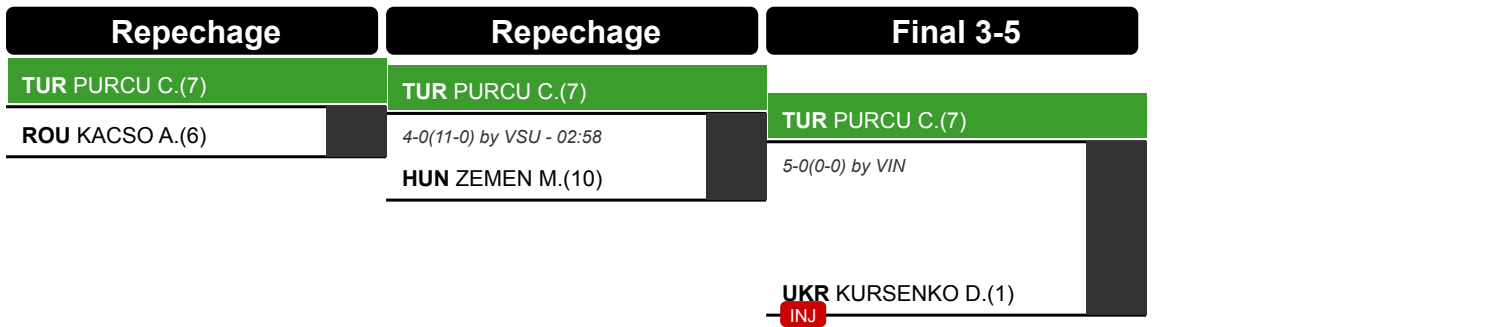 Repechage
Repechage
Final 3-5
TUR PURCU C.(7)
ROU KACSO A.(6)
TUR PURCU C.(7)
4-0(11-0) by VSU - 02:58
HUN ZEMEN M.(10)
TUR PURCU C.(7)
5-0(0-0) by VIN
UKR KURSENKO D.(1)
INJ